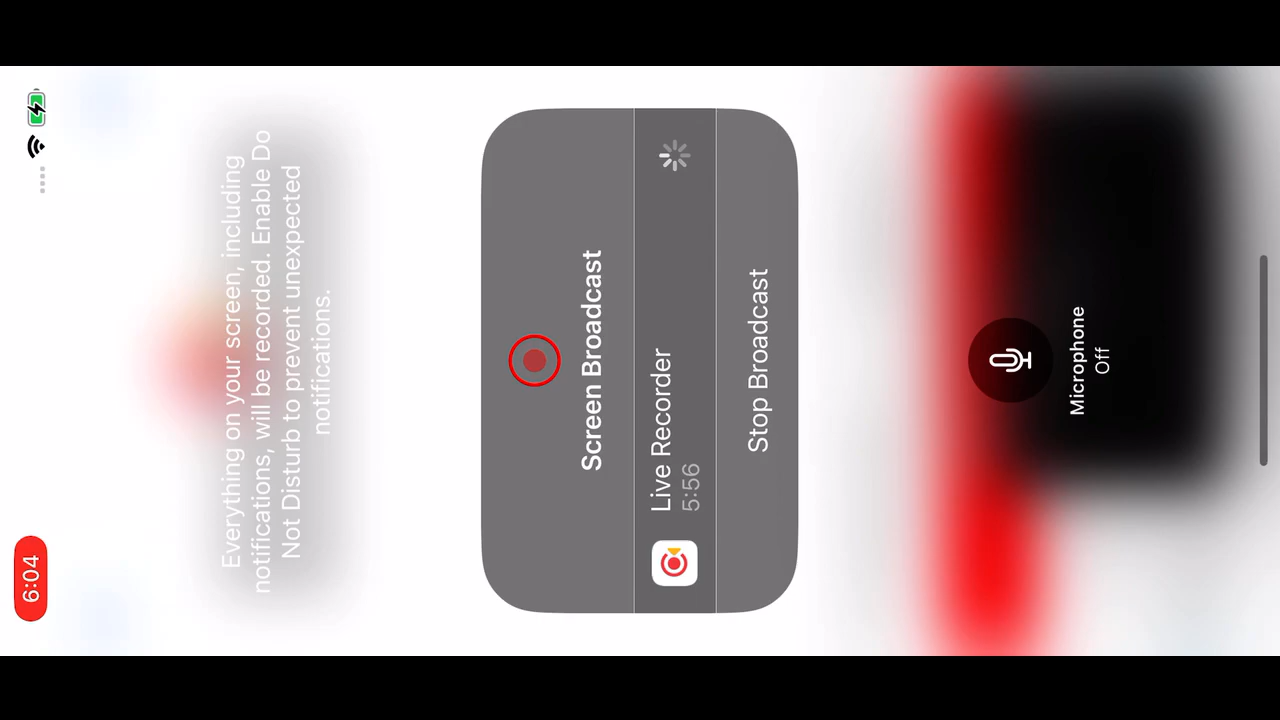 6:04
Everything on your screen, including
notifications, will be recorded. Enable Do
Not Disturb to prevent unexpected
notifications.
Screen Broadcast
Live Recorder
5:56
Stop Broadcast
Microphone
Off